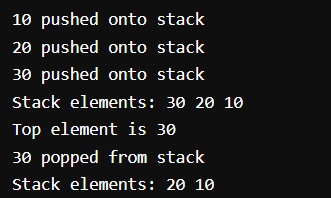 10 pushed onto stack
20 pushed onto stack
30 pushed onto stack
Stack elements: 30 20 10
Top element is 30
30 popped from stack
Stack elements: 20 10